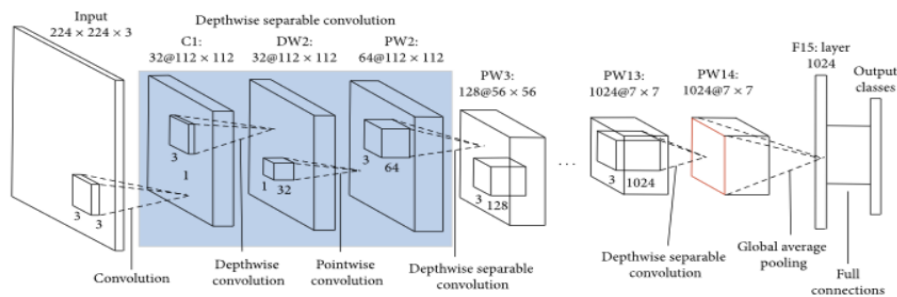 Input
224 × 224 × 3
Depthwise separable convolution
C1:
32@112 × 112
DW2:
32@112 × 112
PW2:
64@112 × 112
PW3:
128@56 × 56
PW13:
1024@7 × 7
PW14:
1024@7 × 7
F15: layer
1024
Output
classes
3
3
3
1
1
32
3
64
3
128
...
3
1024
Convolution
Depthwise
convolution
Pointwise
convolution
Depthwise separable
convolution
Depthwise separable
convolution
Global average
pooling
Full
connections